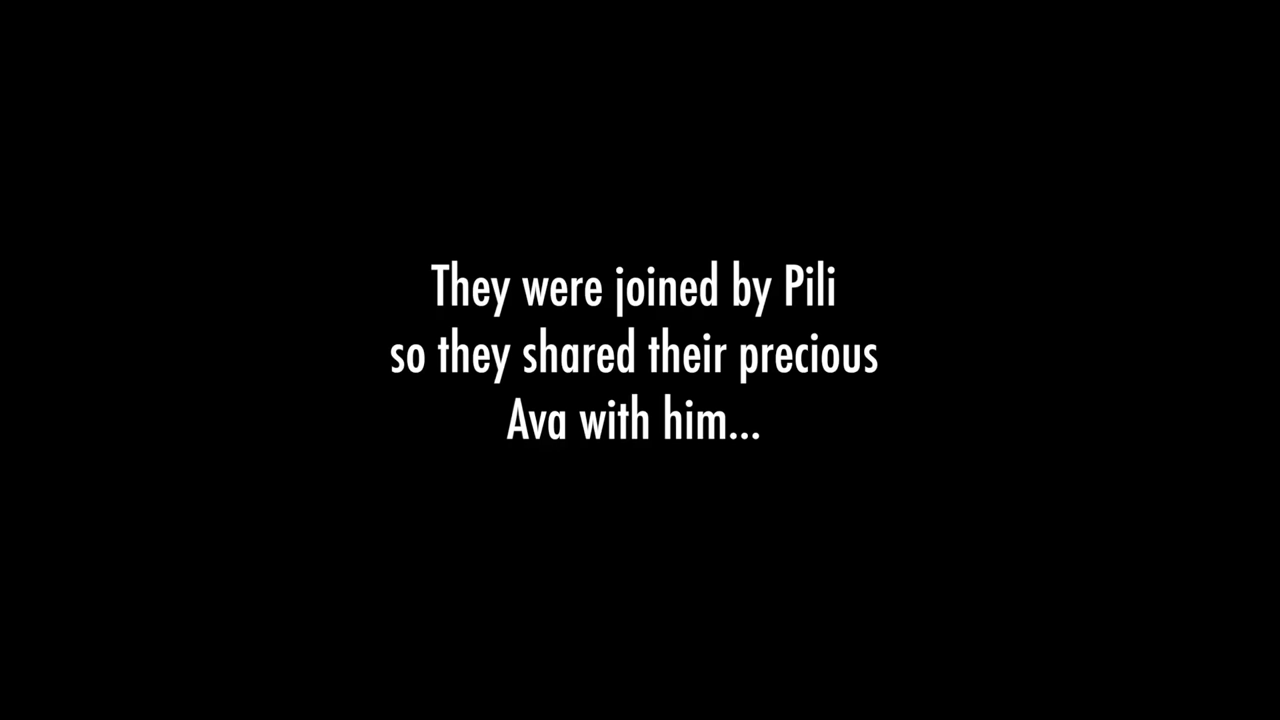 They were joined by Pili
so they shared their precious
Ava with him...